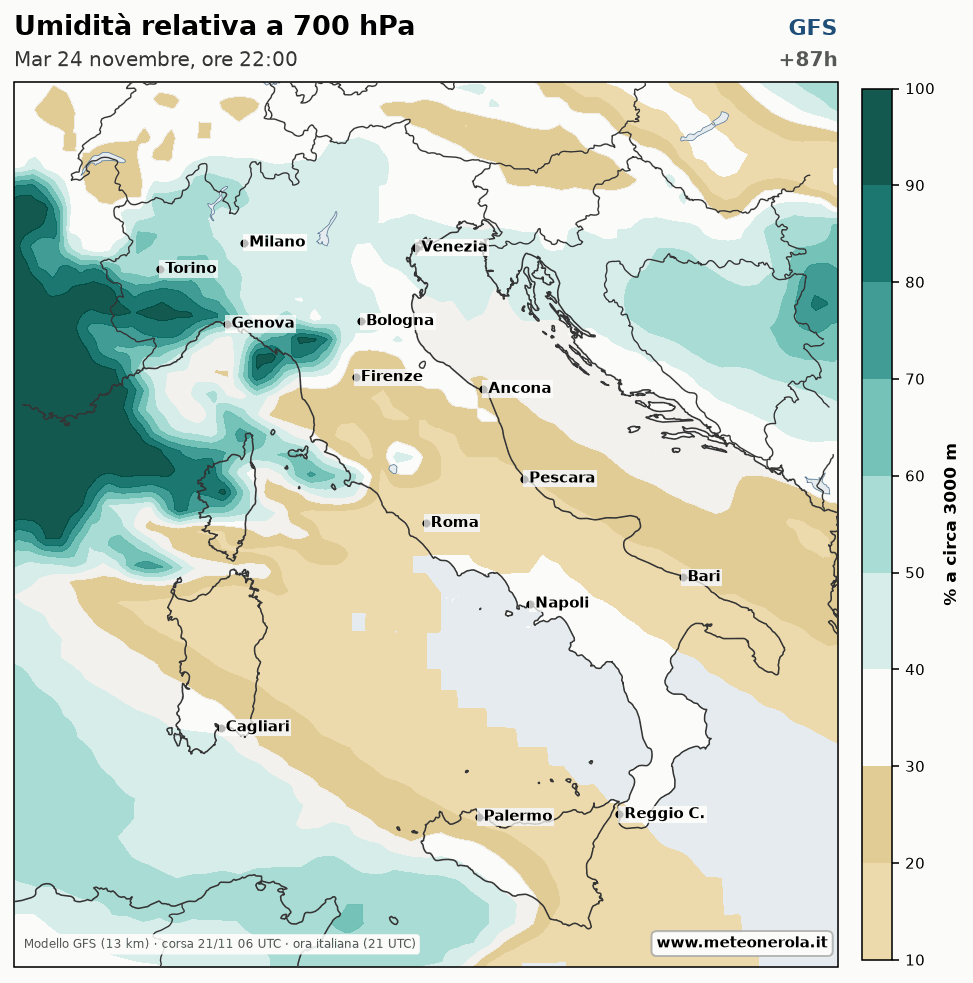 Umidità relativa a 700 hPa
GFS
Mar 24 novembre, ore 22:00
+87h
Milano
Venezia
Torino
Genova
Bologna
Firenze
Ancona
Pescara
Roma
Bari
Napoli
Cagliari
Palermo
Reggio C.
100
90
80
70
60
50
40
30
20
10
% a circa 3000 m
Modello GFS (13 km) · corsa 21/11 06 UTC · ora italiana (21 UTC)
www.meteonerola.it